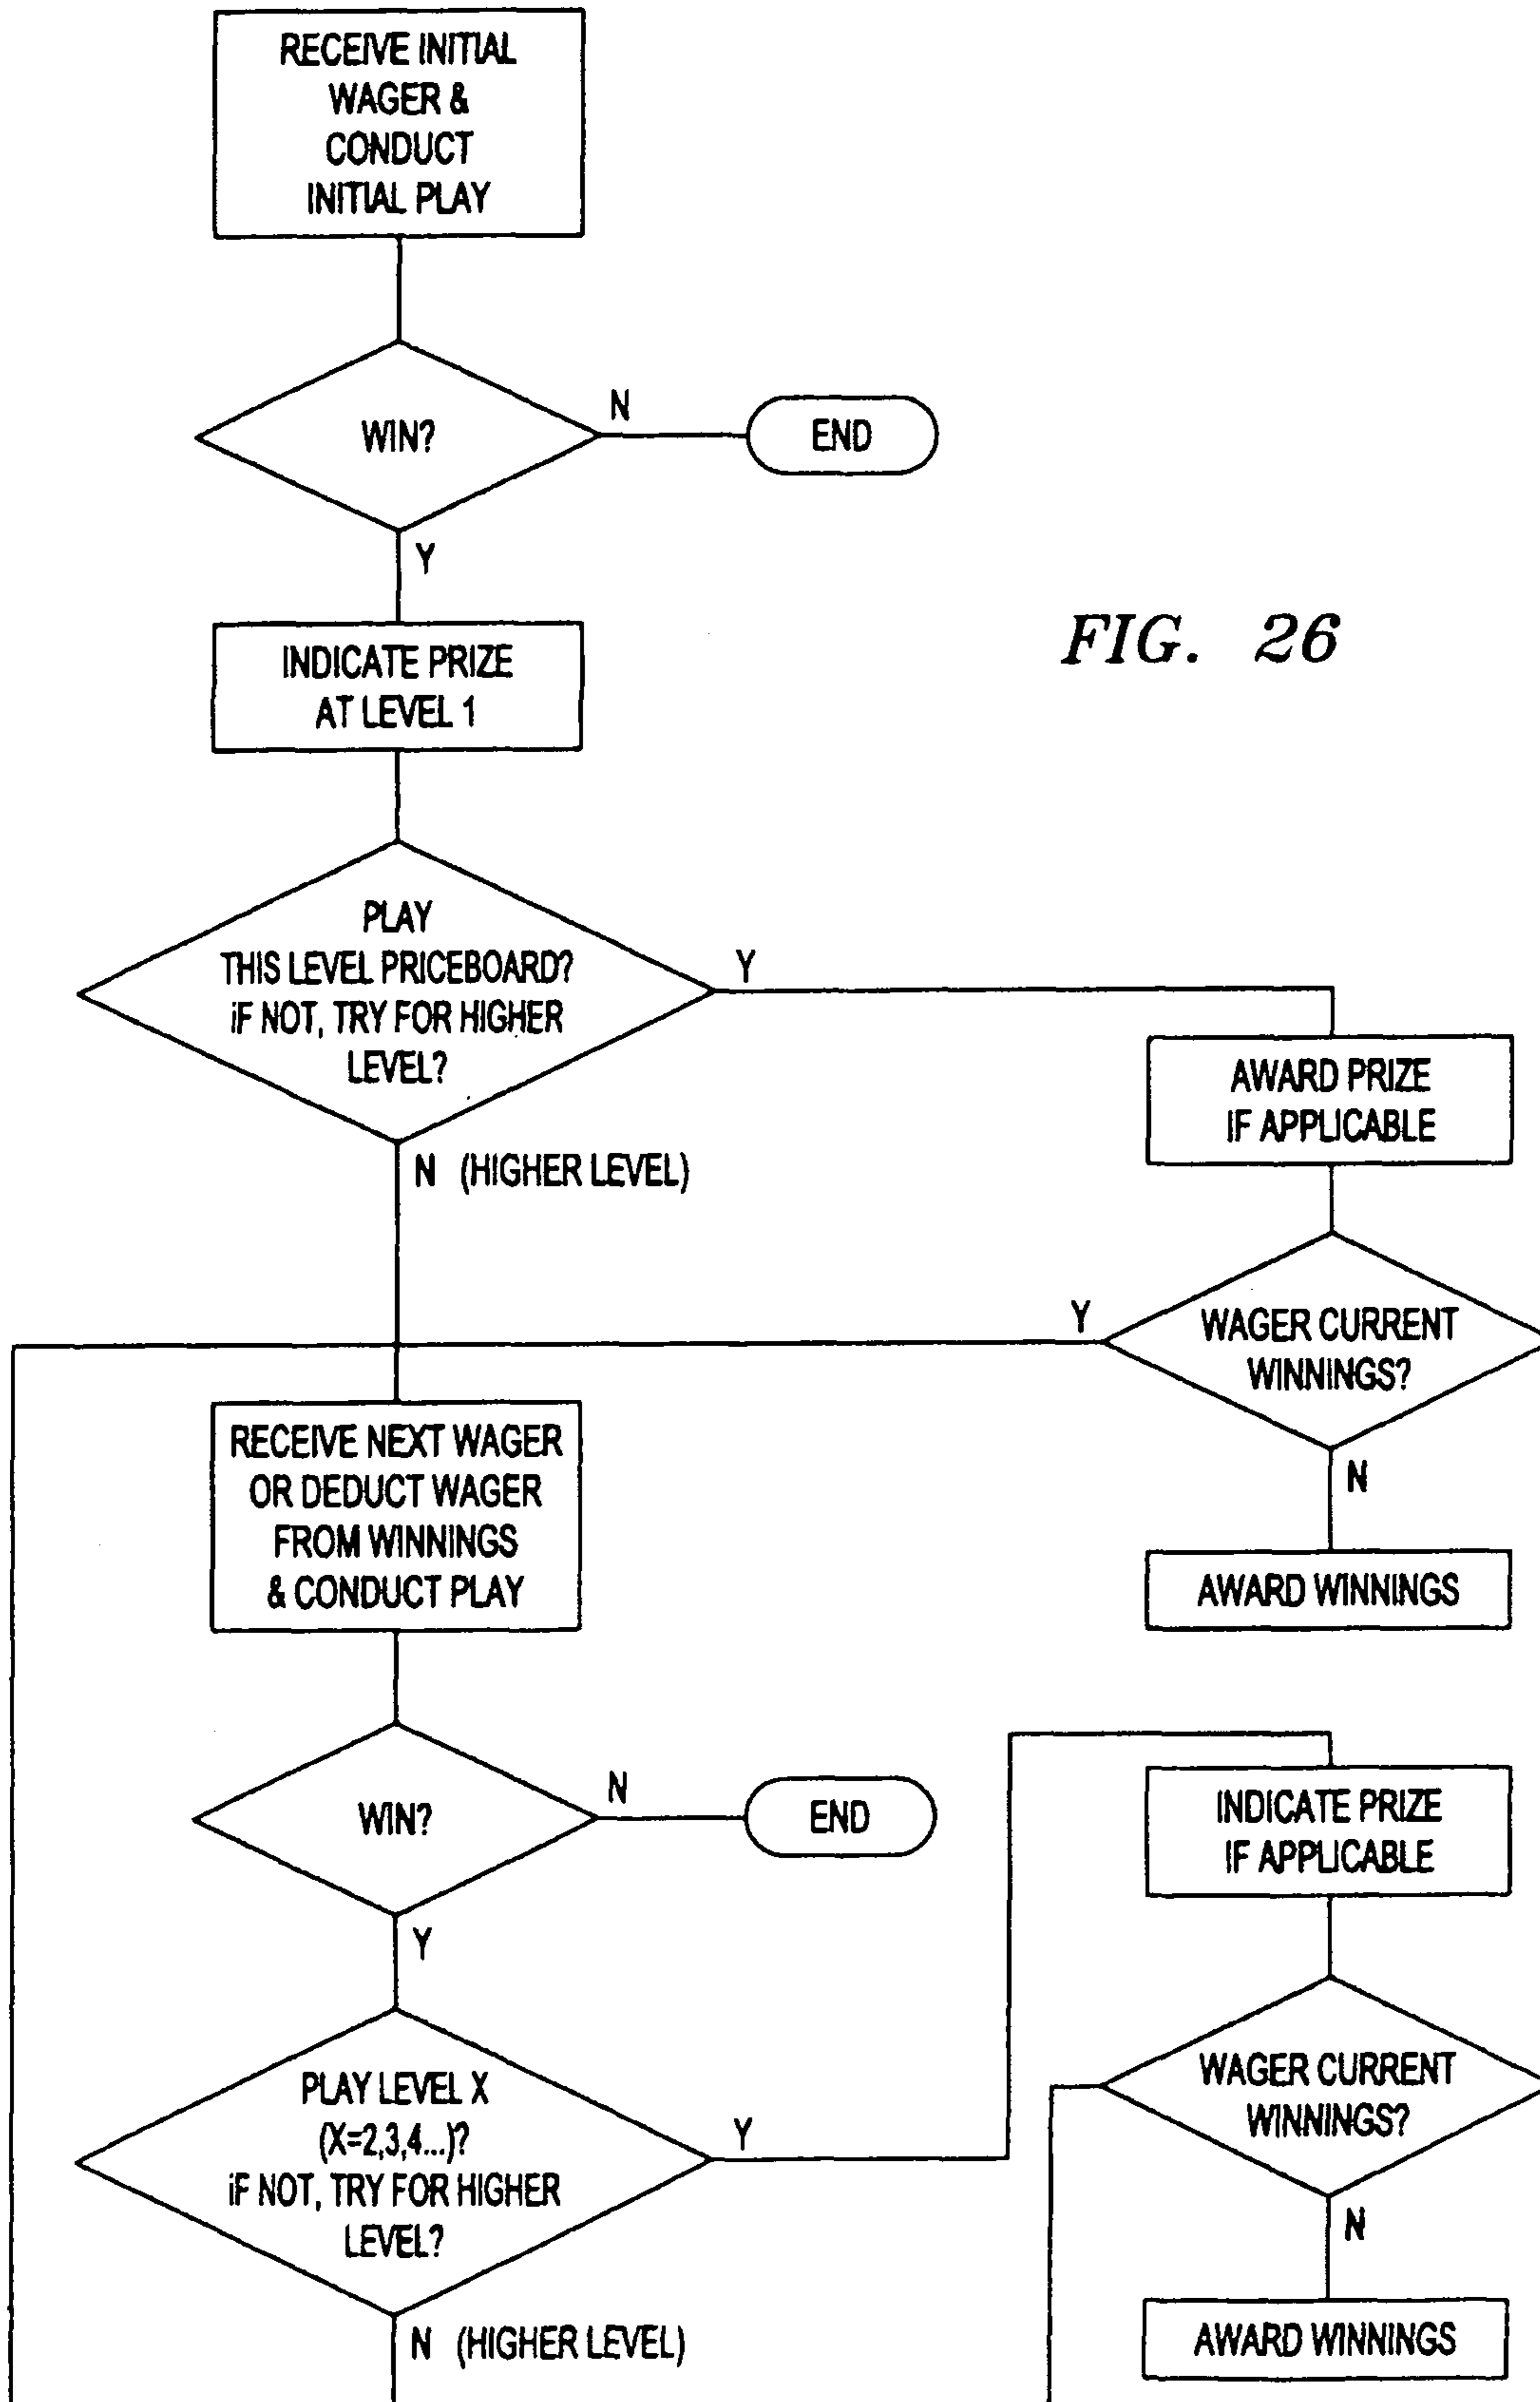 RECEIVE INITIAL
WAGER &
CONDUCT
INITIAL PLAY
WIN?
N
END
Y
INDICATE PRIZE
AT LEVEL 1
FIG. 26
PLAY
THIS LEVEL PRICEBOARD?
iF NOT, TRY FOR HIGHER
LEVEL?
Y
N (HIGHER LEVEL)
AWARD PRIZE
IF APPLICABLE
WAGER CURRENT
WINNINGS?
Y
N
AWARD WINNINGS
RECEIVE NEXT WAGER
OR DEDUCT WAGER
FROM WINNINGS
& CONDUCT PLAY
WIN?
N
END
Y
PLAY LEVEL X
(X=2,3,4...)?
iF NOT, TRY FOR HIGHER
LEVEL?
Y
N (HIGHER LEVEL)
INDICATE PRIZE
IF APPLICABLE
WAGER CURRENT
WINNINGS?
N
AWARD WINNINGS